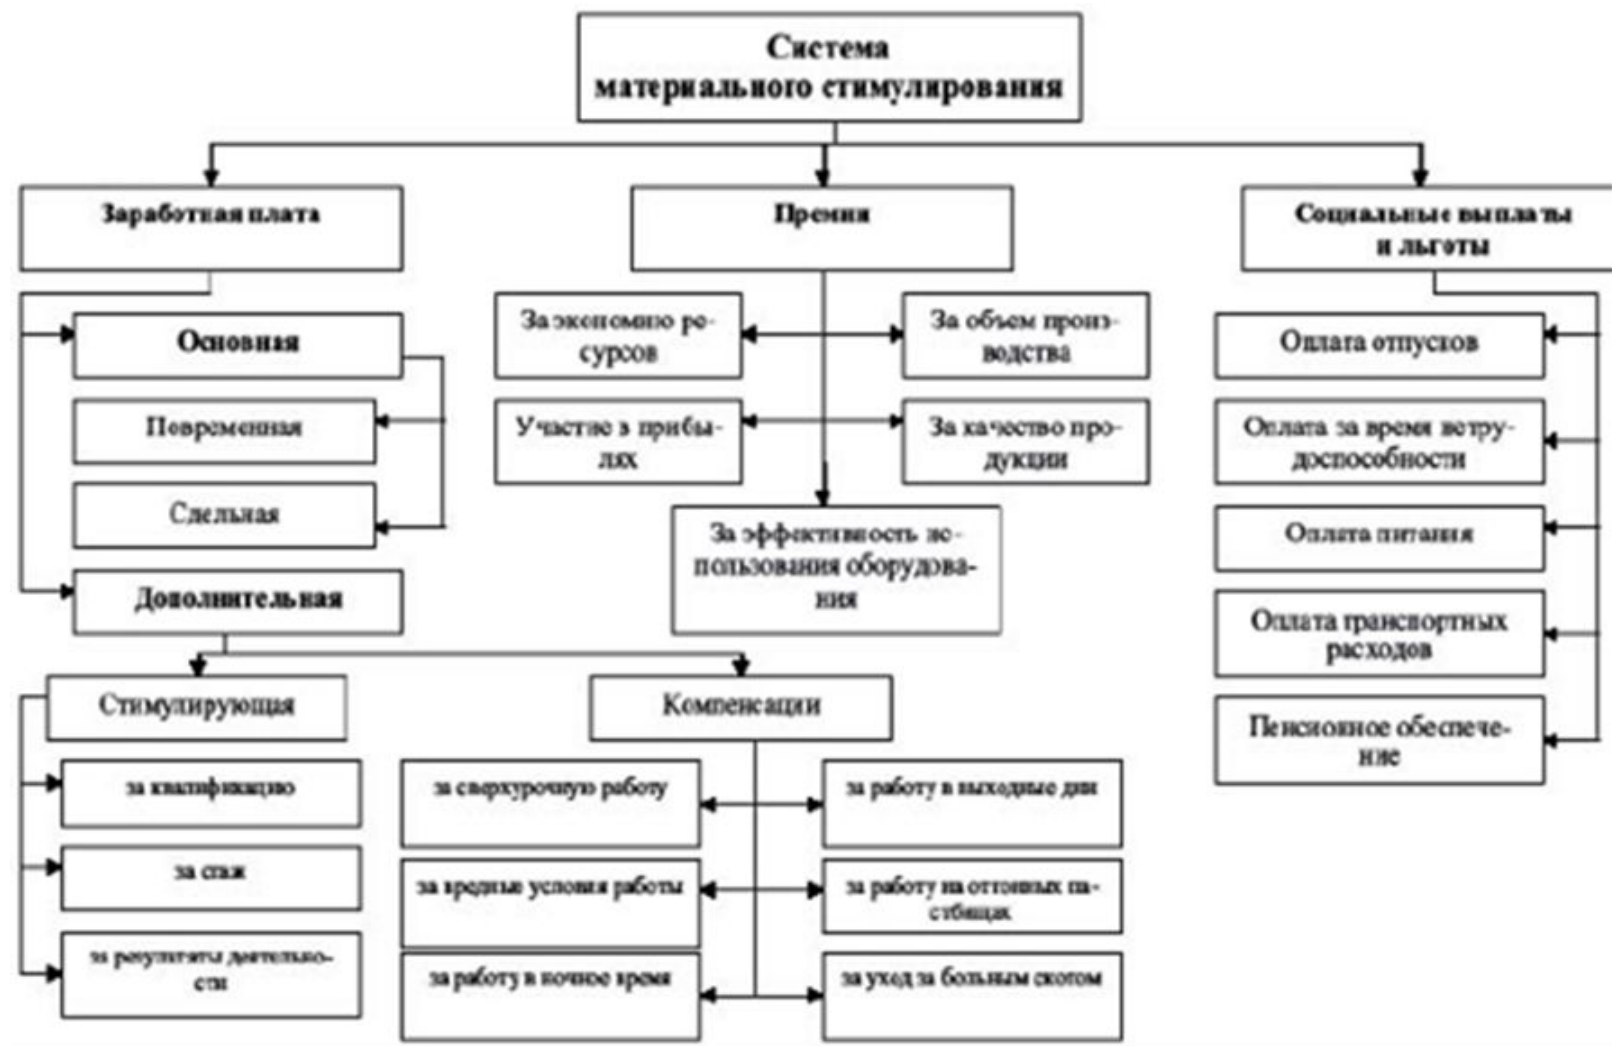 Система
материального стимулирования
Заработная плата
Премии
Социальные выплаты
и льготы
Основная
Повременная
Сдельная
Дополнительная
За экономию ре-
сурсов
За объем произ-
водства
Участие в прибы-
лях
За качество про-
дукции
За эффективность ис-
пользования оборудова-
ния
Оплата отпусков
Оплата за время нетру-
доспособности
Оплата питания
Оплата транспортных
расходов
Пенсионное обеспече-
ние
Стимулирующая
за квалификацию
за стаж
за результаты деятельно-
сти
Компенсации
за сверхурочную работу
за работу в выходные дни
за вредные условия работы
за работу на отгонных па-
стбищах
за работу в ночное время
за уход за больным скотом